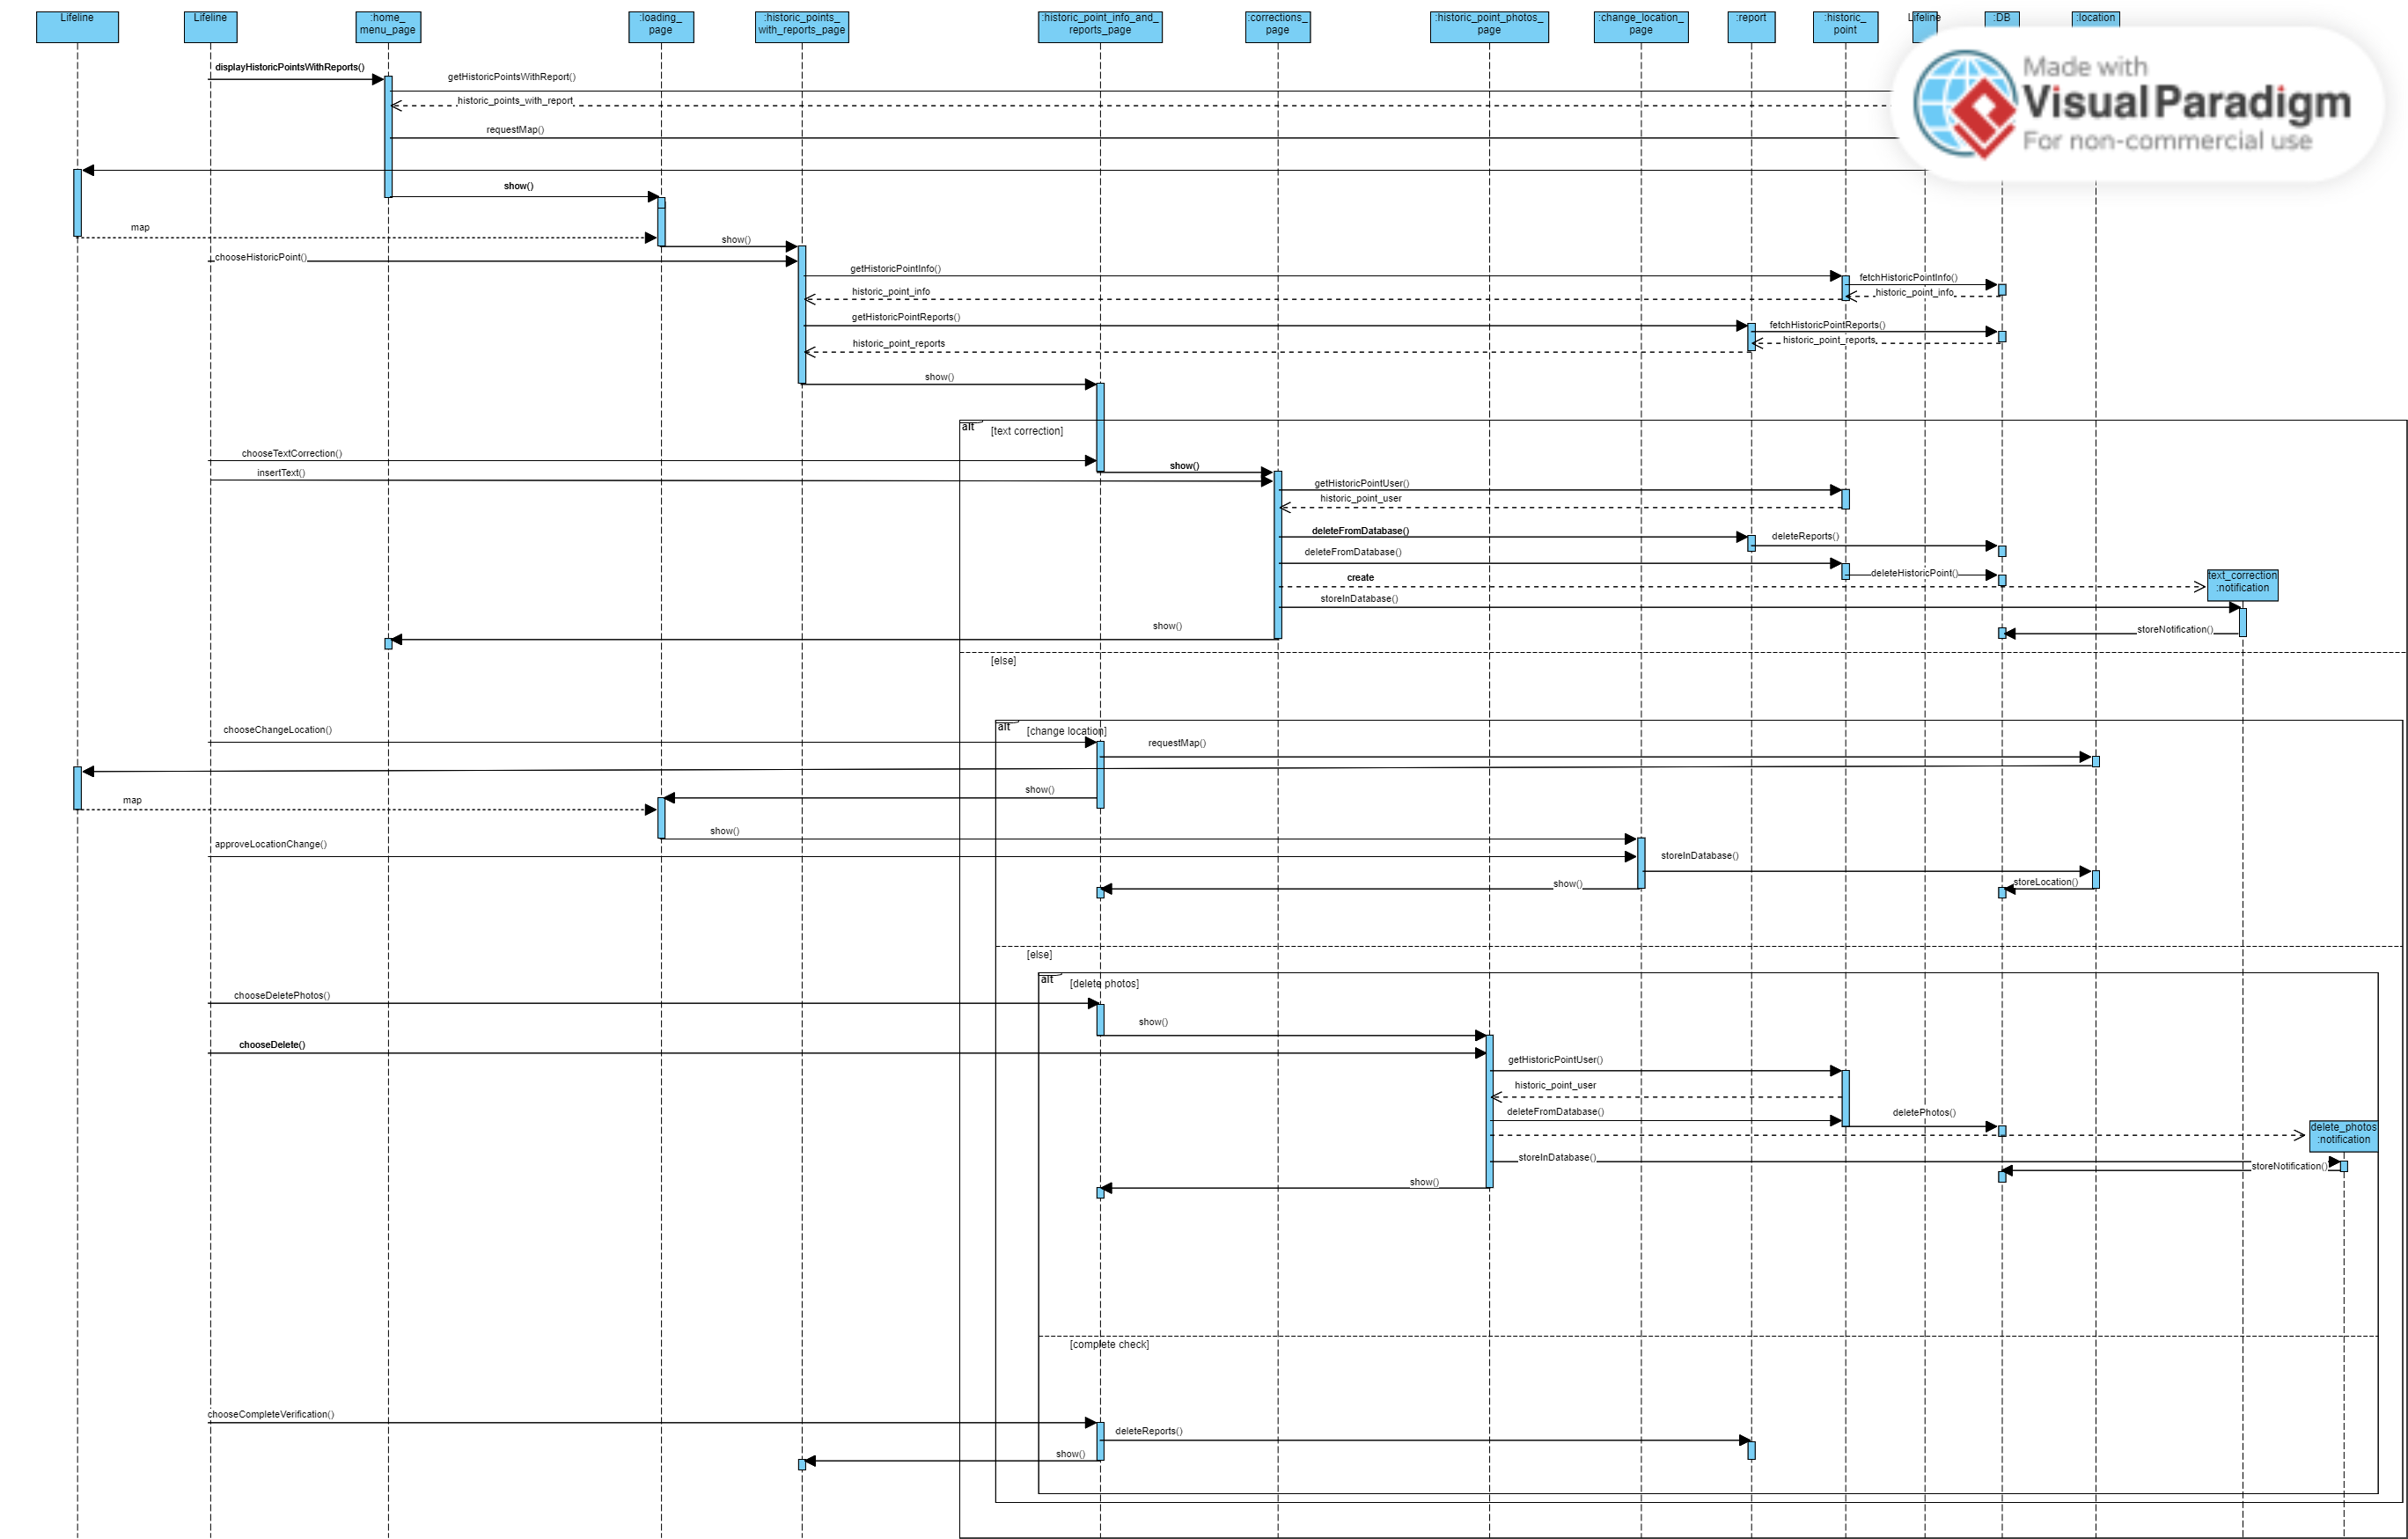 Lifeline
Lifeline
:home_
menu_page
:loading_
page
:historic_points_
with_reports_page
:historic_point_info_and_
reports_page
:corrections_
page
:historic_point_photos_
page
:change_location_
page
:report
:historic_
point
Lifeline
:DB
:location
Made with
Visual Paradigm
For non-commercial use
displayHistoricPointsWithReports()
getHistoricPointsWithReport()
historic_points_with_report
requestMap()
show()
map
show()
chooseHistoricPoint()
getHistoricPointInfo()
fetchHistoricPointInfo()
historic_point_info
historic_point_info
getHistoricPointReports()
fetchHistoricPointReports()
historic_point_reports
historic_point_reports
show()
alt
[text correction]
chooseTextCorrection()
show()
insertText()
getHistoricPointUser()
historic_point_user
deleteFromDatabase()
deleteReports()
deleteFromDatabase()
deleteHistoricPoint()
create
text_correction
:notification
storeInDatabase()
show()
storeNotification()
[else]
alt
[change location]
chooseChangeLocation()
requestMap()
show()
map
show()
approveLocationChange()
storeInDatabase()
show()
storeLocation()
[else]
alt
[delete photos]
chooseDeletePhotos()
show()
chooseDelete()
getHistoricPointUser()
historic_point_user
deleteFromDatabase()
deletePhotos()
delete_photos
:notification
storeInDatabase()
storeNotification()
show()
[complete check]
chooseCompleteVerification()
deleteReports()
show()